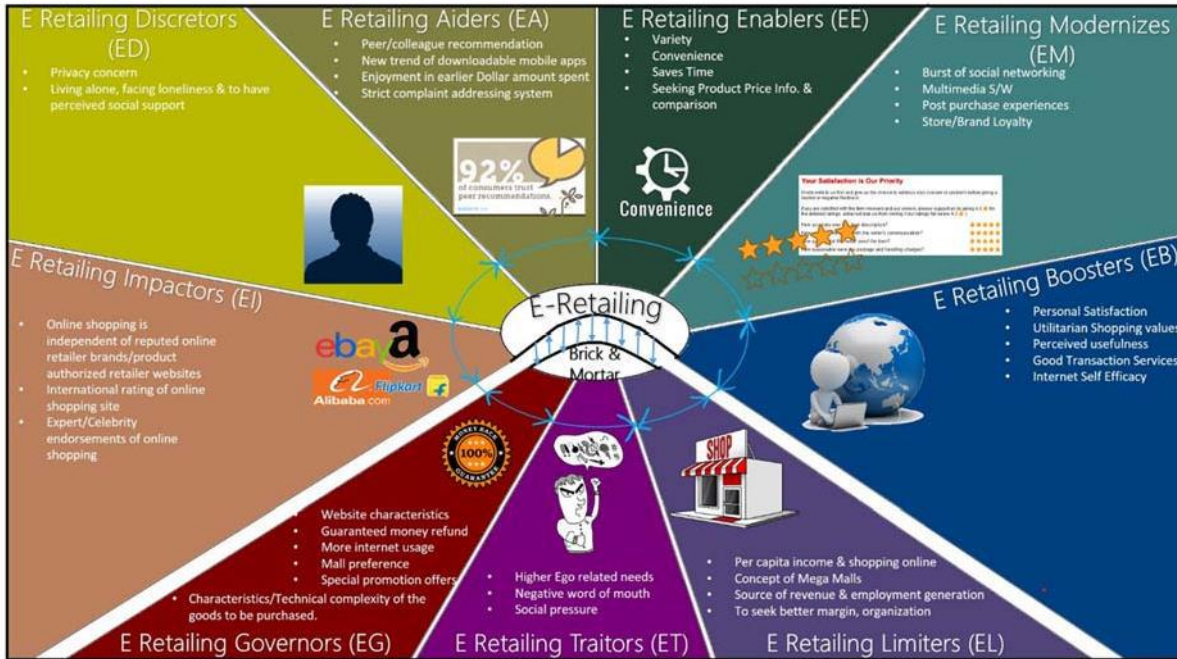 E Retailing Discretors
(ED)
• Privacy concern
• Living alone, facing loneliness & to have
perceived social support
E Retailing Aiders (EA)
• Peer/colleague recommendation
• New trend of downloadable mobile apps
• Enjoyment in earlier Dollar amount spent
• Strict complaint addressing system
92%
of consumers trust
peer recommendations.
E Retailing Enablers (EE)
• Variety
• Convenience
• Saves Time
• Seeking Product Price Info. &
comparison
Convenience
E Retailing Modernizes
(EM)
• Burst of social networking
• Multimedia S/W
• Post purchase experiences
• Store/Brand Loyalty
Your Satisfaction is Our Priority
E Retailing Impactors (EI)
• Online shopping is
independent of reputed online
retailer brands/product
authorized retailer websites
• International rating of online
shopping site
• Expert/Celebrity
endorsements of online
shopping
ebay
a
Alibaba.com
Flipkart
E-Retailing
Brick &
Mortar
E Retailing Boosters (EB)
• Personal Satisfaction
• Utilitarian Shopping values
• Perceived usefulness
• Good Transaction Services
• Internet Self Efficacy
MONEY BACK
100%
GUARANTEE
• Website characteristics
• Guaranteed money refund
• More internet usage
• Mall preference
• Special promotion offers
• Characteristics/Technical complexity of the
goods to be purchased.
E Retailing Governors (EG)
• Higher Ego related needs
• Negative word of mouth
• Social pressure
E Retailing Traitors (ET)
SHOP
• Per capita income & shopping online
• Concept of Mega Malls
• Source of revenue & employment generation
• To seek better margin, organization
E Retailing Limiters (EL)